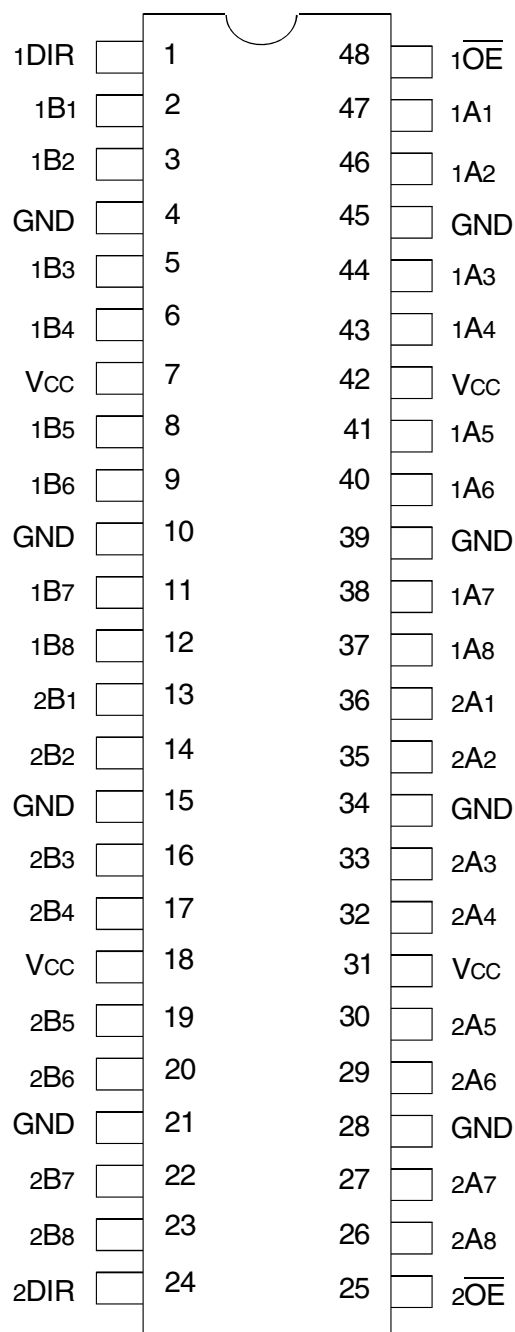 1DIR 1 48 1O̅E̅
1B1 2 47 1A1
1B2 3 46 1A2
GND 4 45 GND
1B3 5 44 1A3
1B4 6 43 1A4
VCC 7 42 VCC
1B5 8 41 1A5
1B6 9 40 1A6
GND 10 39 GND
1B7 11 38 1A7
1B8 12 37 1A8
2B1 13 36 2A1
2B2 14 35 2A2
GND 15 34 GND
2B3 16 33 2A3
2B4 17 32 2A4
VCC 18 31 VCC
2B5 19 30 2A5
2B6 20 29 2A6
GND 21 28 GND
2B7 22 27 2A7
2B8 23 26 2A8
2DIR 24 25 2O̅E̅